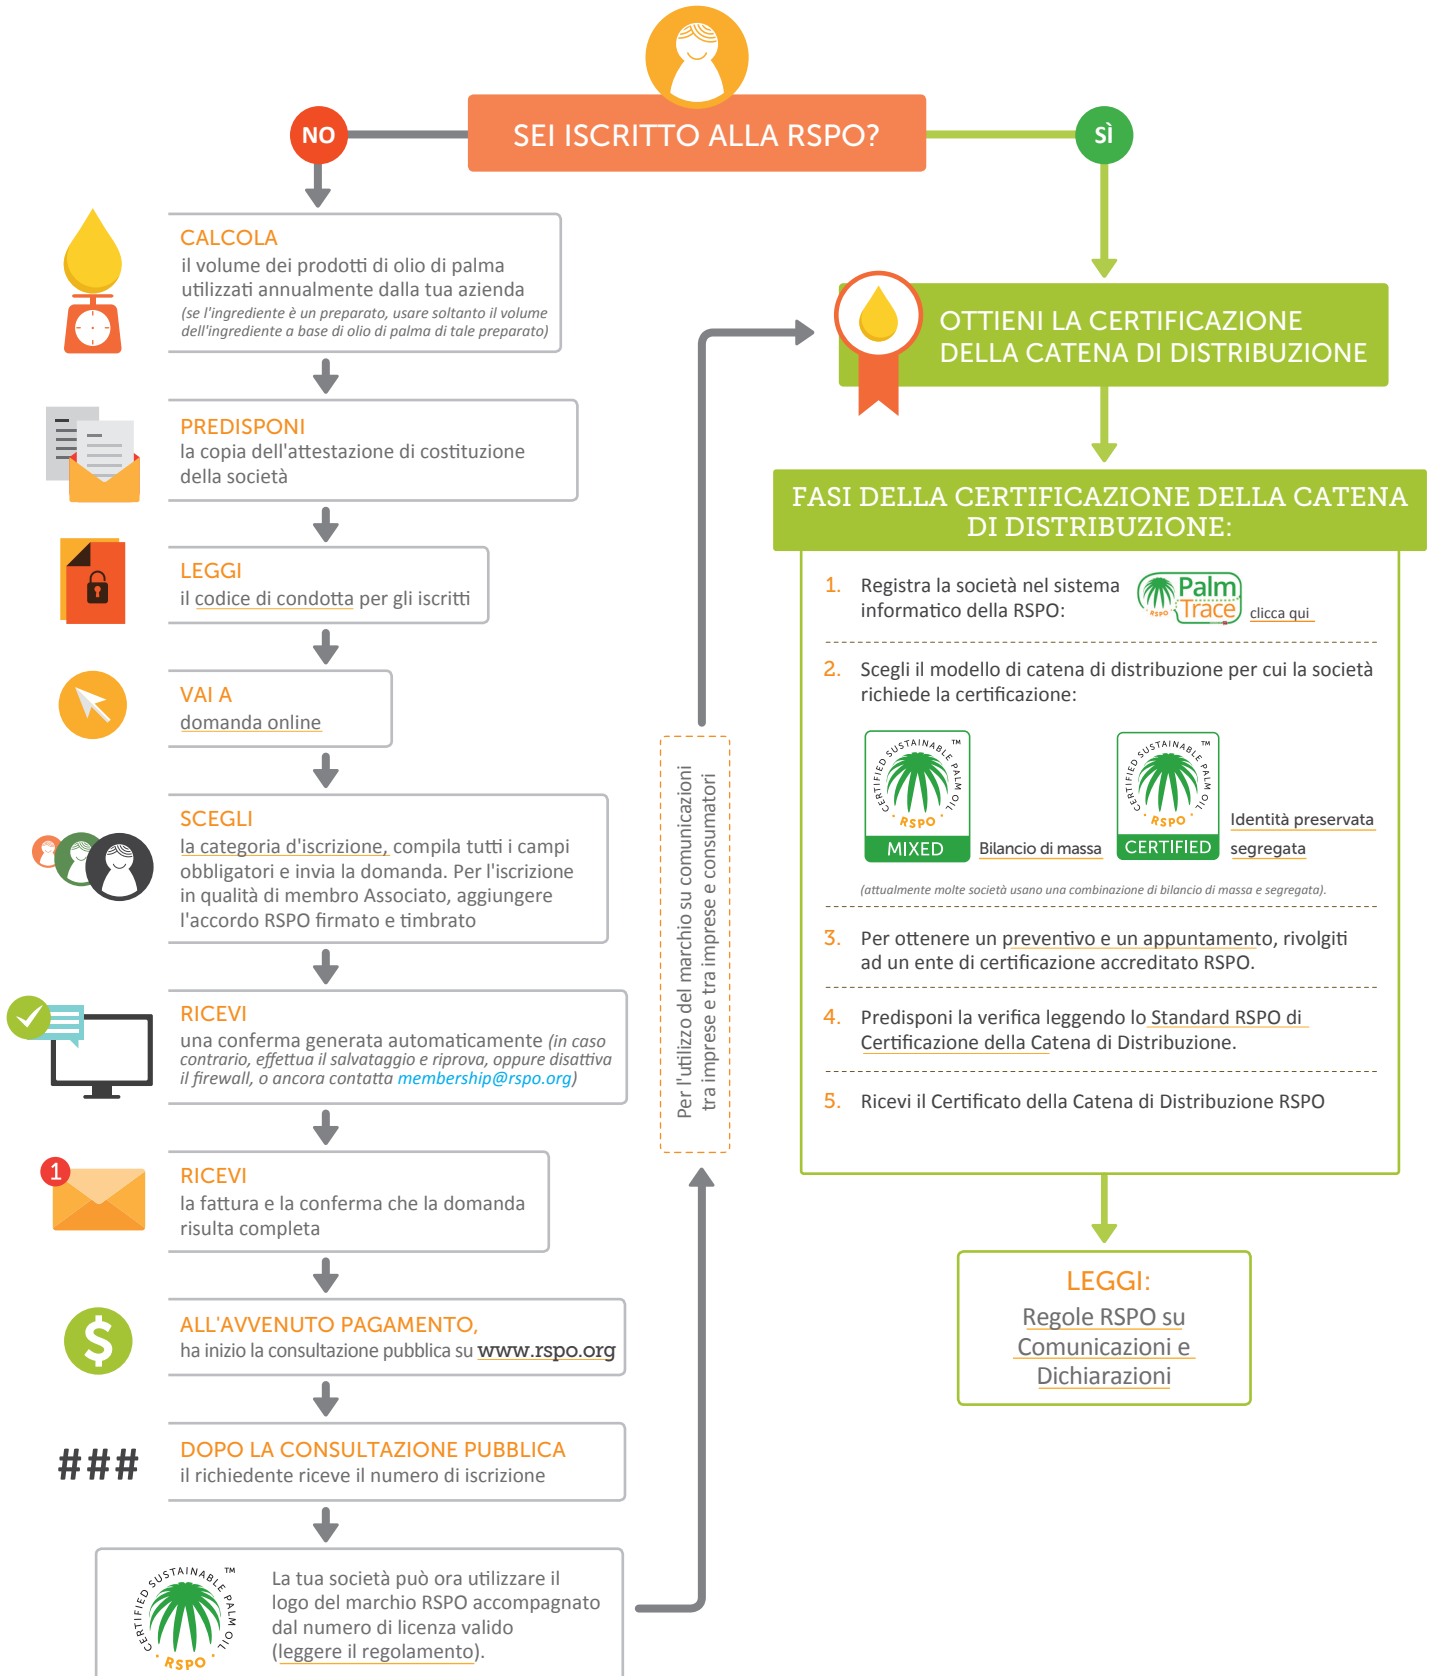 SEI ISCRITTO ALLA RSPO?
NO
SÌ
CALCOLA
il volume dei prodotti di olio di palma
utilizzati annualmente dalla tua azienda
(se l'ingrediente è un preparato, usare soltanto il volume
dell'ingrediente a base di olio di palma di tale preparato)
PREDISPONI
la copia dell'attestazione di costituzione
della società
LEGGI
il codice di condotta per gli iscritti
VAI A
domanda online
SCEGLI
la categoria d'iscrizione, compila tutti i campi
obbligatori e invia la domanda. Per l'iscrizione
in qualità di membro Associato, aggiungere
l'accordo RSPO firmato e timbrato
RICEVI
una conferma generata automaticamente (in caso
contrario, effettua il salvataggio e riprova, oppure disattiva
il firewall, o ancora contatta membership@rspo.org)
1
RICEVI
la fattura e la conferma che la domanda
risulta completa
$
ALL'AVVENUTO PAGAMENTO,
ha inizio la consultazione pubblica su www.rspo.org
###
DOPO LA CONSULTAZIONE PUBBLICA
il richiedente riceve il numero di iscrizione
CERTIFIED SUSTAINABLE PALM OIL ™
RSPO
La tua società può ora utilizzare il
logo del marchio RSPO accompagnato
dal numero di licenza valido
(leggere il regolamento).
Per l'utilizzo del marchio su comunicazioni
tra imprese e tra imprese e consumatori
OTTIENI LA CERTIFICAZIONE
DELLA CATENA DI DISTRIBUZIONE
FASI DELLA CERTIFICAZIONE DELLA CATENA
DI DISTRIBUZIONE:
1. Registra la società nel sistema
informatico della RSPO:
RSPO
Palm
Trace
clicca qui
2. Scegli il modello di catena di distribuzione per cui la società
richiede la certificazione:
CERTIFIED SUSTAINABLE PALM OIL ™
RSPO
MIXED
Bilancio di massa
CERTIFIED SUSTAINABLE PALM OIL ™
RSPO
CERTIFIED
Identità preservata
segregata
(attualmente molte società usano una combinazione di bilancio di massa e segregata).
3. Per ottenere un preventivo e un appuntamento, rivolgiti
ad un ente di certificazione accreditato RSPO.
4. Predisponi la verifica leggendo lo Standard RSPO di
Certificazione della Catena di Distribuzione.
5. Ricevi il Certificato della Catena di Distribuzione RSPO
LEGGI:
Regole RSPO su
Comunicazioni e
Dichiarazioni